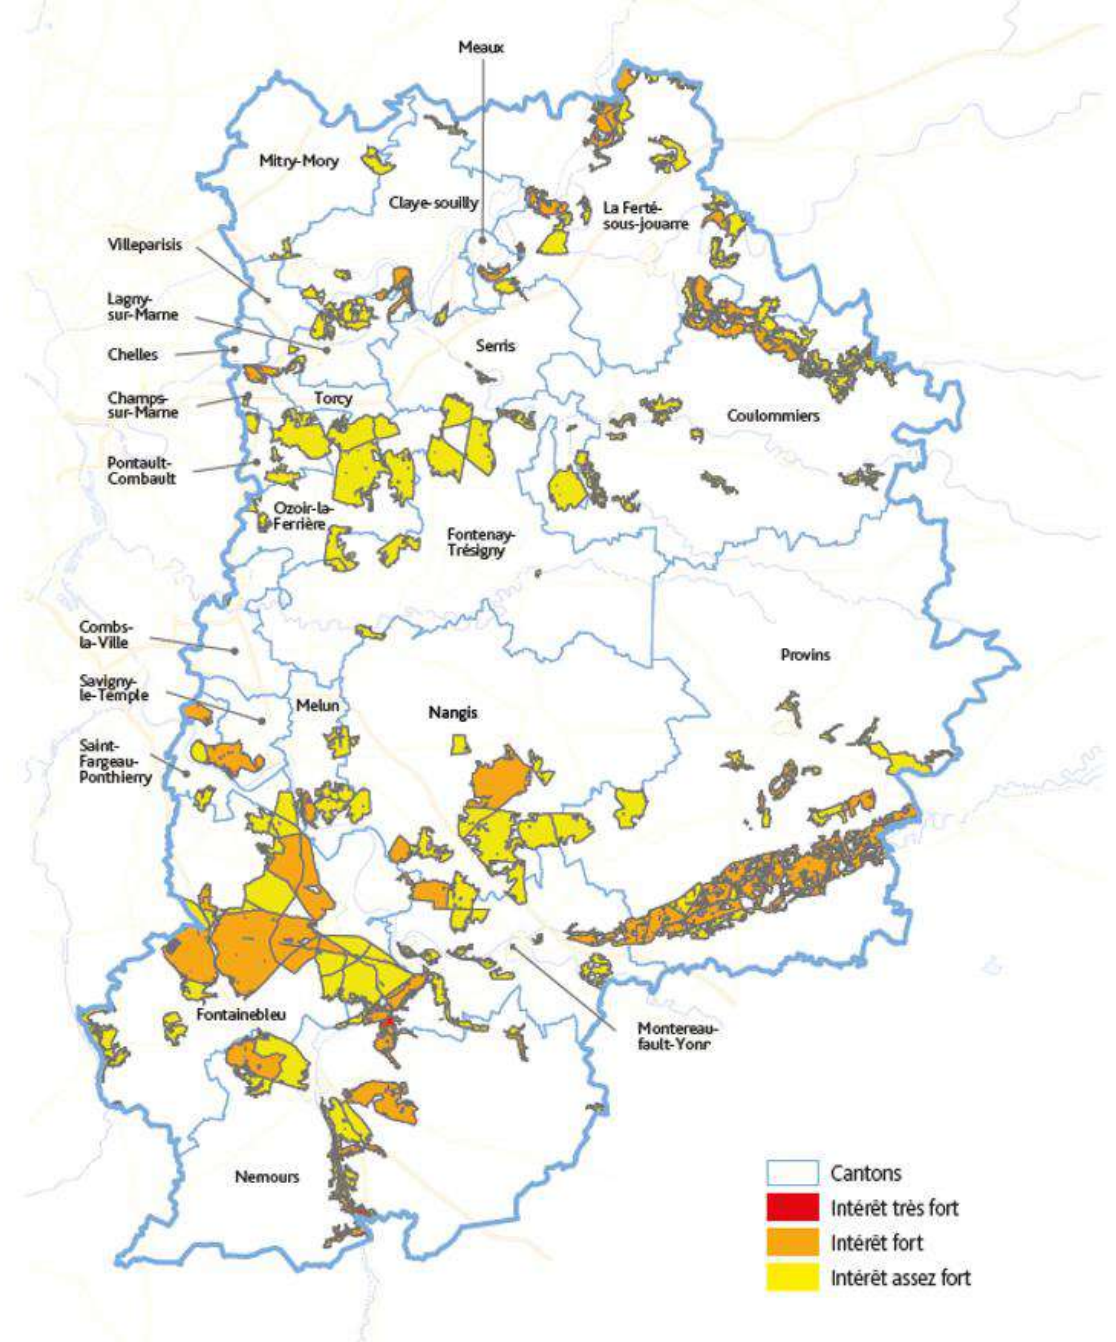 Meaux
Mitry-Mory
Claye-souilly
La Ferté-
sous-jouarre
Villeparisis
Lagny-
sur-Marne
Serris
Chelles
Champs-
sur-Marne
Torcy
Coulommiers
Pontault-
Combault
Ozoir-la-
Ferrière
Fontenay-
Trésigny
Combs-
la-Ville
Provins
Savigny-
le-Temple
Melun
Nangis
Saint-
Fargeau-
Ponthierry
Fontainebleu
Montereau-
fault-Yonr
Nemours
Cantons
Intérêt très fort
Intérêt fort
Intérêt assez fort